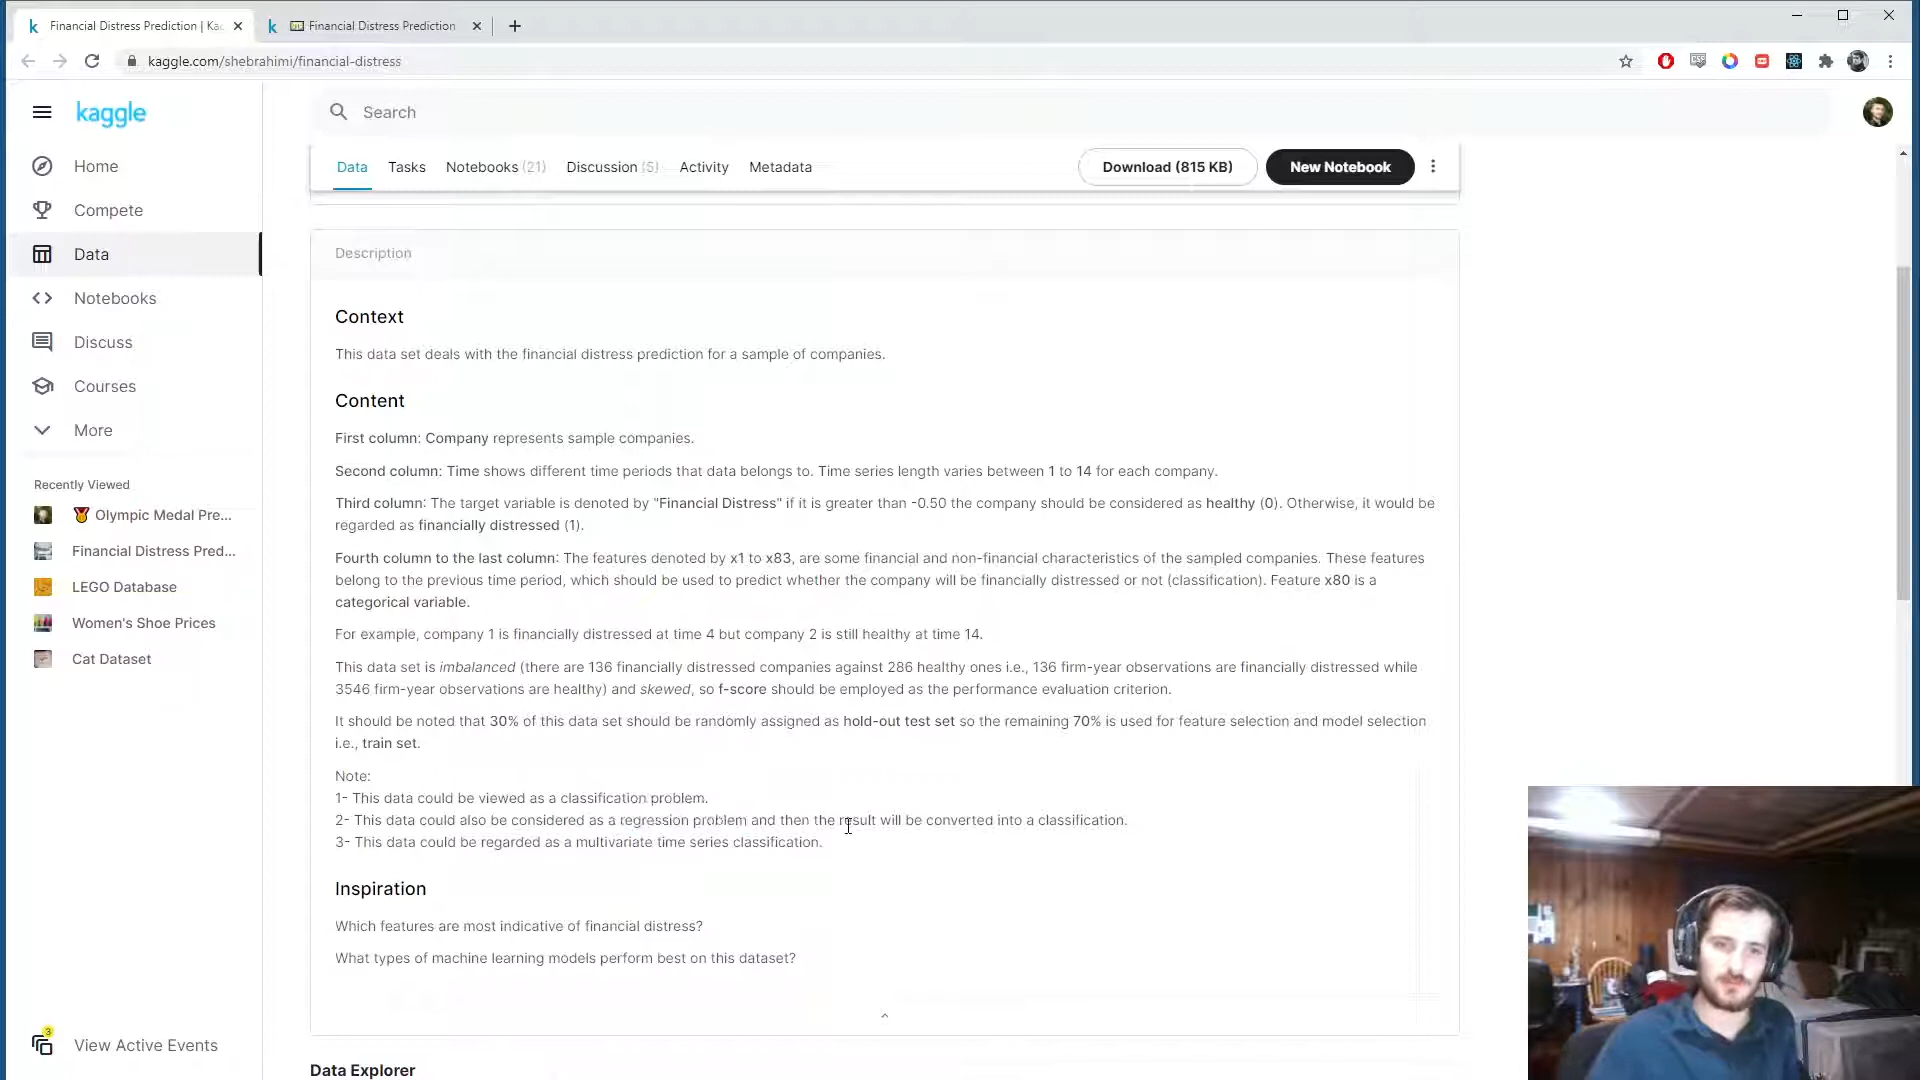 Financial Distress Prediction | Kag
Financial Distress Prediction
kaggle.com/shebrahimi/financial-distress
kaggle
Search
Data
Tasks
Notebooks (21)
Discussion (5)
Activity
Metadata
Download (815 KB)
New Notebook
Home
Compete
Data
Notebooks
Discuss
Courses
More
Recently Viewed
Olympic Medal Pre...
Financial Distress Pred...
LEGO Database
Women's Shoe Prices
Cat Dataset
3
View Active Events
Description
Context
This data set deals with the financial distress prediction for a sample of companies.
Content
First column: Company represents sample companies.
Second column: Time shows different time periods that data belongs to. Time series length varies between 1 to 14 for each company.
Third column: The target variable is denoted by "Financial Distress" if it is greater than -0.50 the company should be considered as healthy (0). Otherwise, it would be
regarded as financially distressed (1).
Fourth column to the last column: The features denoted by x1 to x83, are some financial and non-financial characteristics of the sampled companies. These features
belong to the previous time period, which should be used to predict whether the company will be financially distressed or not (classification). Feature x80 is a
categorical variable.
For example, company 1 is financially distressed at time 4 but company 2 is still healthy at time 14.
This data set is imbalanced (there are 136 financially distressed companies against 286 healthy ones i.e., 136 firm-year observations are financially distressed while
3546 firm-year observations are healthy) and skewed, so f-score should be employed as the performance evaluation criterion.
It should be noted that 30% of this data set should be randomly assigned as hold-out test set so the remaining 70% is used for feature selection and model selection
i.e., train set.
Note:
1- This data could be viewed as a classification problem.
2- This data could also be considered as a regression problem and then the result will be converted into a classification.
3- This data could be regarded as a multivariate time series classification.
Inspiration
Which features are most indicative of financial distress?
What types of machine learning models perform best on this dataset?
Data Explorer